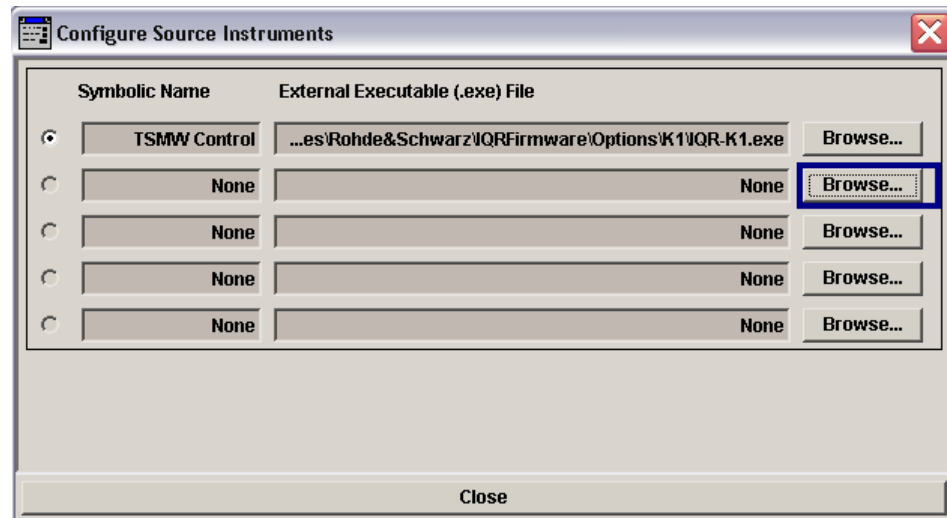 Configure Source Instruments
Symbolic Name External Executable (.exe) File
TSMW Control ...es\Rohde&Schwarz\IQRFirmware\Options\K1\IQR-K1.exe Browse...
None None Browse...
None None Browse...
None None Browse...
None None Browse...
Close